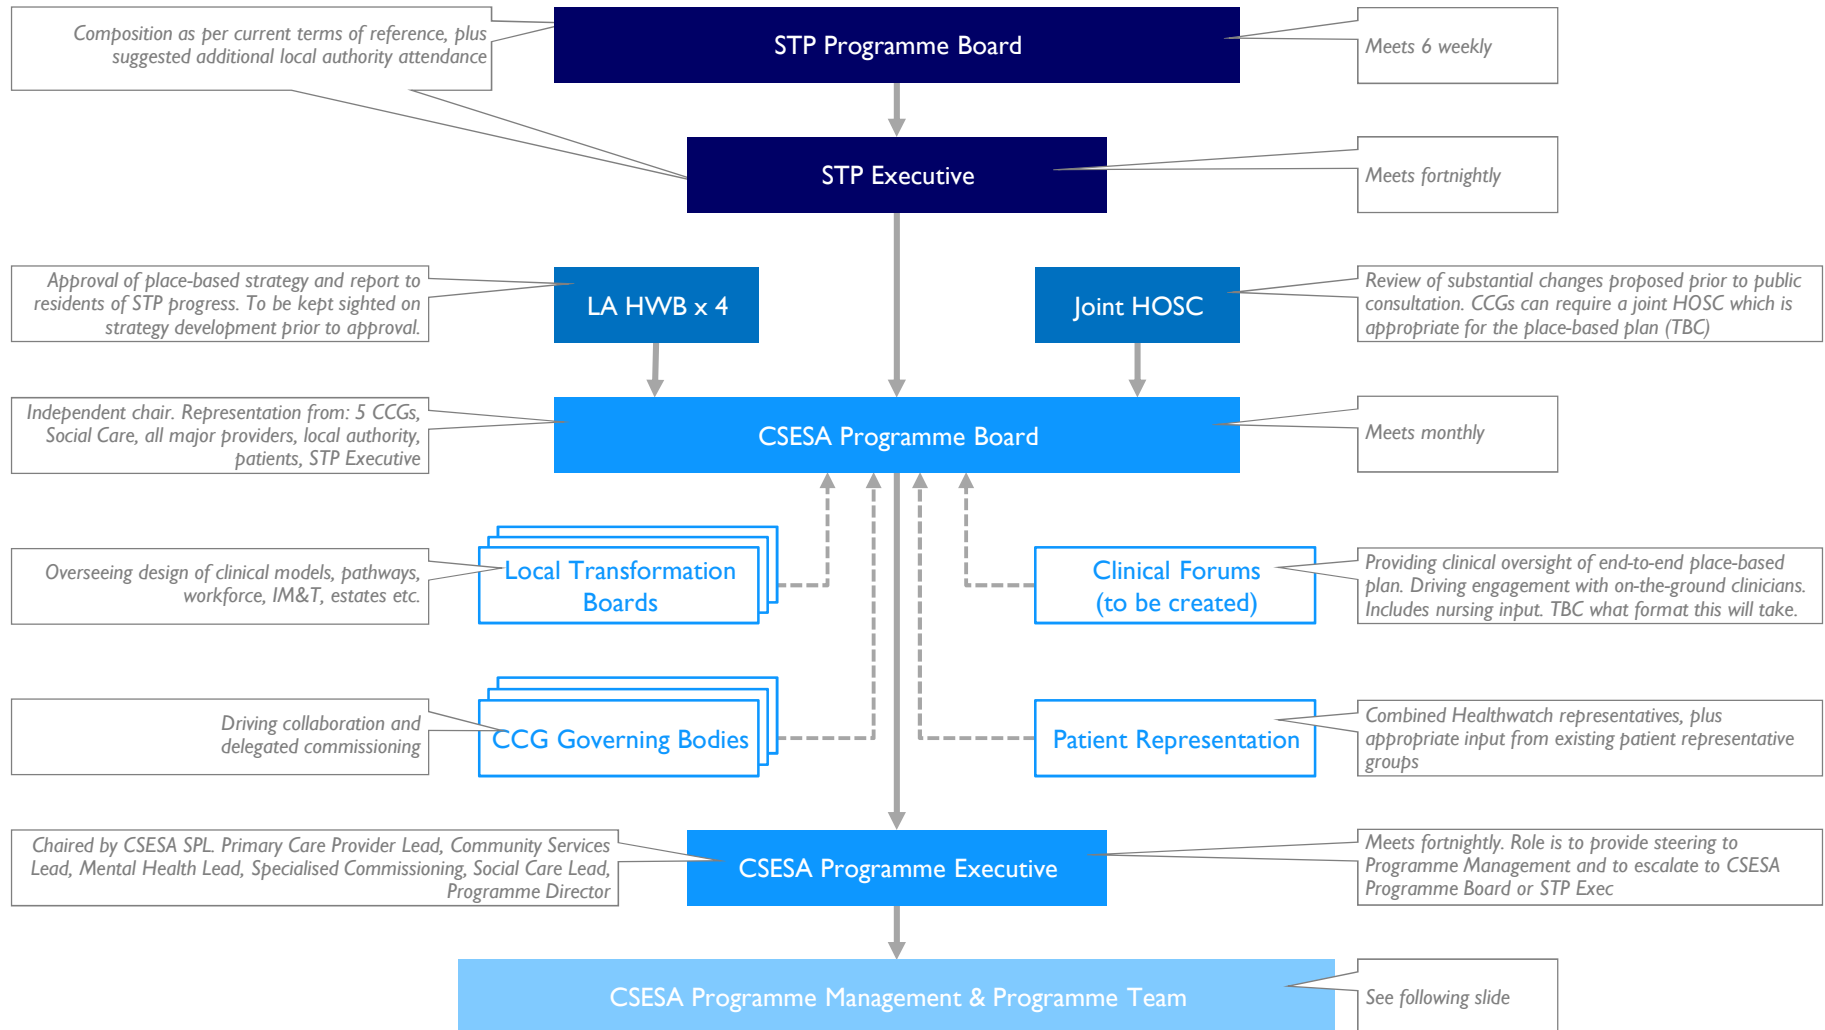 Composition as per current terms of reference, plus
suggested additional local authority attendance
STP Programme Board
Meets 6 weekly
STP Executive
Meets fortnightly
Approval of place-based strategy and report to
residents of STP progress. To be kept sighted on
strategy development prior to approval.
LA HWB x 4
Joint HOSC
Review of substantial changes proposed prior to public
consultation. CCGs can require a joint HOSC which is
appropriate for the place-based plan (TBC)
Independent chair. Representation from: 5 CCGs,
Social Care, all major providers, local authority,
patients, STP Executive
CSESA Programme Board
Meets monthly
Overseeing design of clinical models, pathways,
workforce, IM&T, estates etc.
Local Transformation
Boards
Clinical Forums
(to be created)
Providing clinical oversight of end-to-end place-based
plan. Driving engagement with on-the-ground clinicians.
Includes nursing input. TBC what format this will take.
Driving collaboration and
delegated commissioning
CCG Governing Bodies
Patient Representation
Combined Healthwatch representatives, plus
appropriate input from existing patient representative
groups
Chaired by CSESA SPL. Primary Care Provider Lead, Community Services
Lead, Mental Health Lead, Specialised Commissioning, Social Care Lead,
Programme Director
CSESA Programme Executive
Meets fortnightly. Role is to provide steering to
Programme Management and to escalate to CSESA
Programme Board or STP Exec
CSESA Programme Management & Programme Team
See following slide